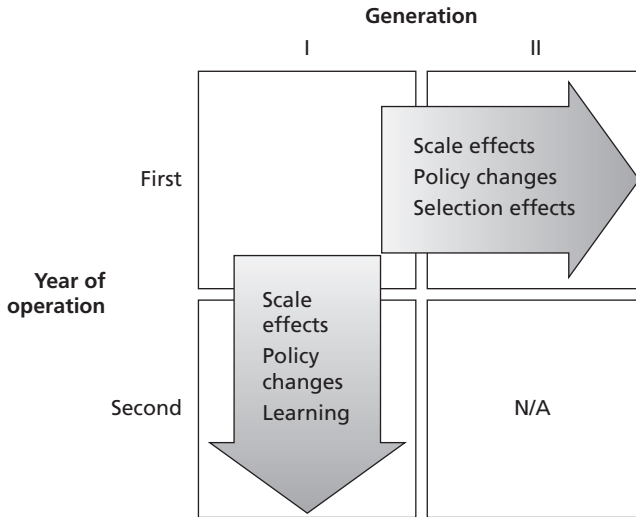 Generation
I
II
First
Scale effects
Policy changes
Selection effects
Year of
operation
Scale
effects
Policy
changes
Learning
Second
N/A